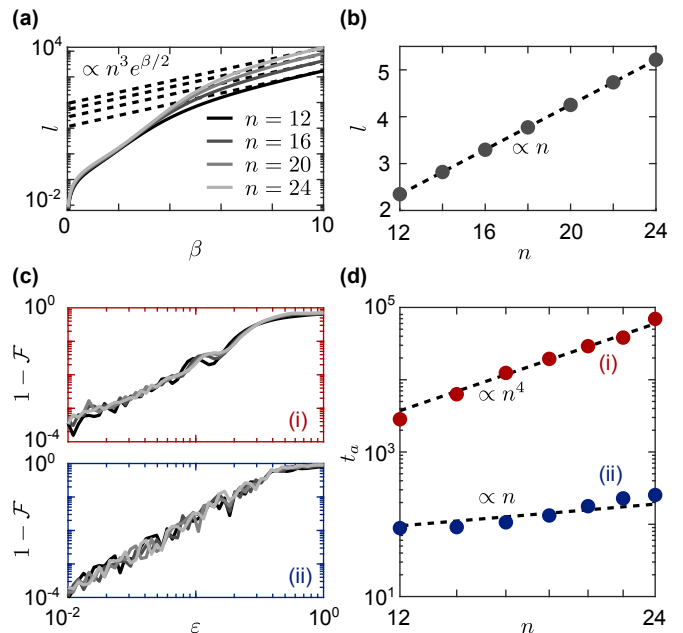 (a)
10^4
∝ n^3 e^{β/2}
l
n = 12
n = 16
n = 20
n = 24
10^{-2}
0
10
β
(b)
5
4
l
3
2
∝ n
12
16
20
24
n
(c)
10^0
1 − F
(i)
10^{-4}
10^0
1 − F
(ii)
10^{-4}
10^{-2}
10^{-1}
10^0
ε
(d)
10^5
(i)
∝ n^4
10^3
t_a
(ii)
∝ n
10^1
12
24
n